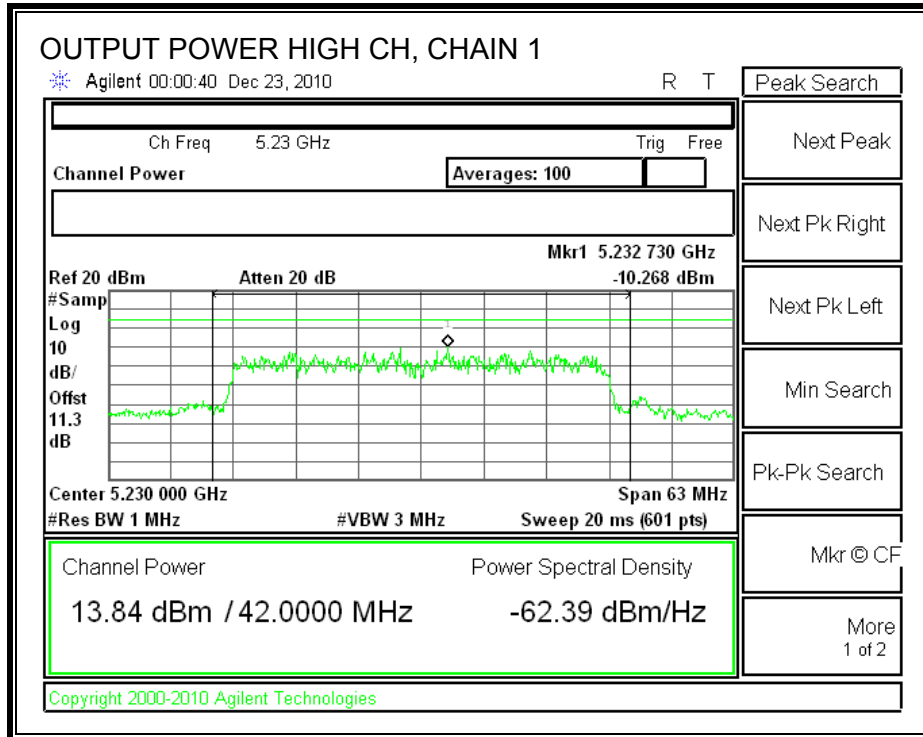 OUTPUT POWER HIGH CH, CHAIN 1
Agilent 00:00:40 Dec 23, 2010 R T
Peak Search
Ch Freq 5.23 GHz Trig Free
Channel Power Averages: 100
Mkr1 5.232 730 GHz
Ref 20 dBm Atten 20 dB -10.268 dBm
#Samp
Log
10
dB/
Offst
11.3
dB
1
Center 5.230 000 GHz Span 63 MHz
#Res BW 1 MHz #VBW 3 MHz Sweep 20 ms (601 pts)
Channel Power Power Spectral Density
13.84 dBm / 42.0000 MHz -62.39 dBm/Hz
Copyright 2000-2010 Agilent Technologies
Next Peak
Next Pk Right
Next Pk Left
Min Search
Pk-Pk Search
Mkr © CF
More
1 of 2